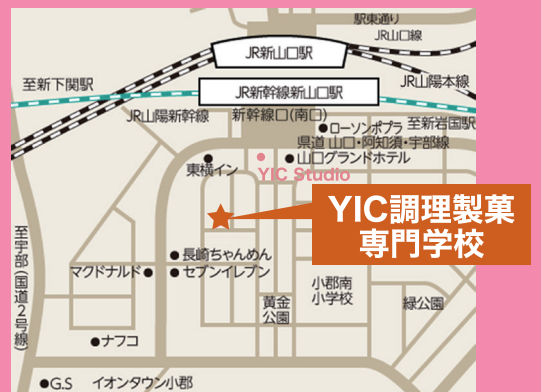 駅東通り
JR山口線
JR新山口駅
至新下関駅
JR山陽本線
JR新幹線新山口駅
JR山陽新幹線
新幹線口(南口)
ローソンポプラ
至新岩国駅
県道 山口・阿知須・宇部線
山口グランドホテル
東横イン
YIC Studio
YIC調理製菓
専門学校
至宇部(国道２号線)
長崎ちゃんめん
マクドナルド
セブンイレブン
小郡南
小学校
黄金
公園
緑公園
ナフコ
G.S
イオンタウン小郡